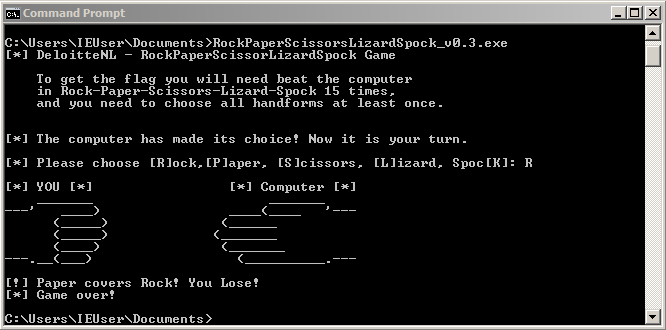 Command Prompt
C:\Users\IEUser\Documents>RockPaperScissorsLizardSpock_v0.3.exe
[*] DeloitteNL - RockPaperScissorLizardSpock Game
To get the flag you will need beat the computer
in Rock-Paper-Scissors-Lizard-Spock 15 times,
and you need to choose all handforms at least once.
[*] The computer has made its choice! Now it is your turn.
[*] Please choose [R]ock,[P]aper, [S]cissors, [L]izard, Spoc[K]: R
[*] YOU [*] [*] Computer [*]
[!] Paper covers Rock! You Lose!
[*] Game over!
C:\Users\IEUser\Documents>